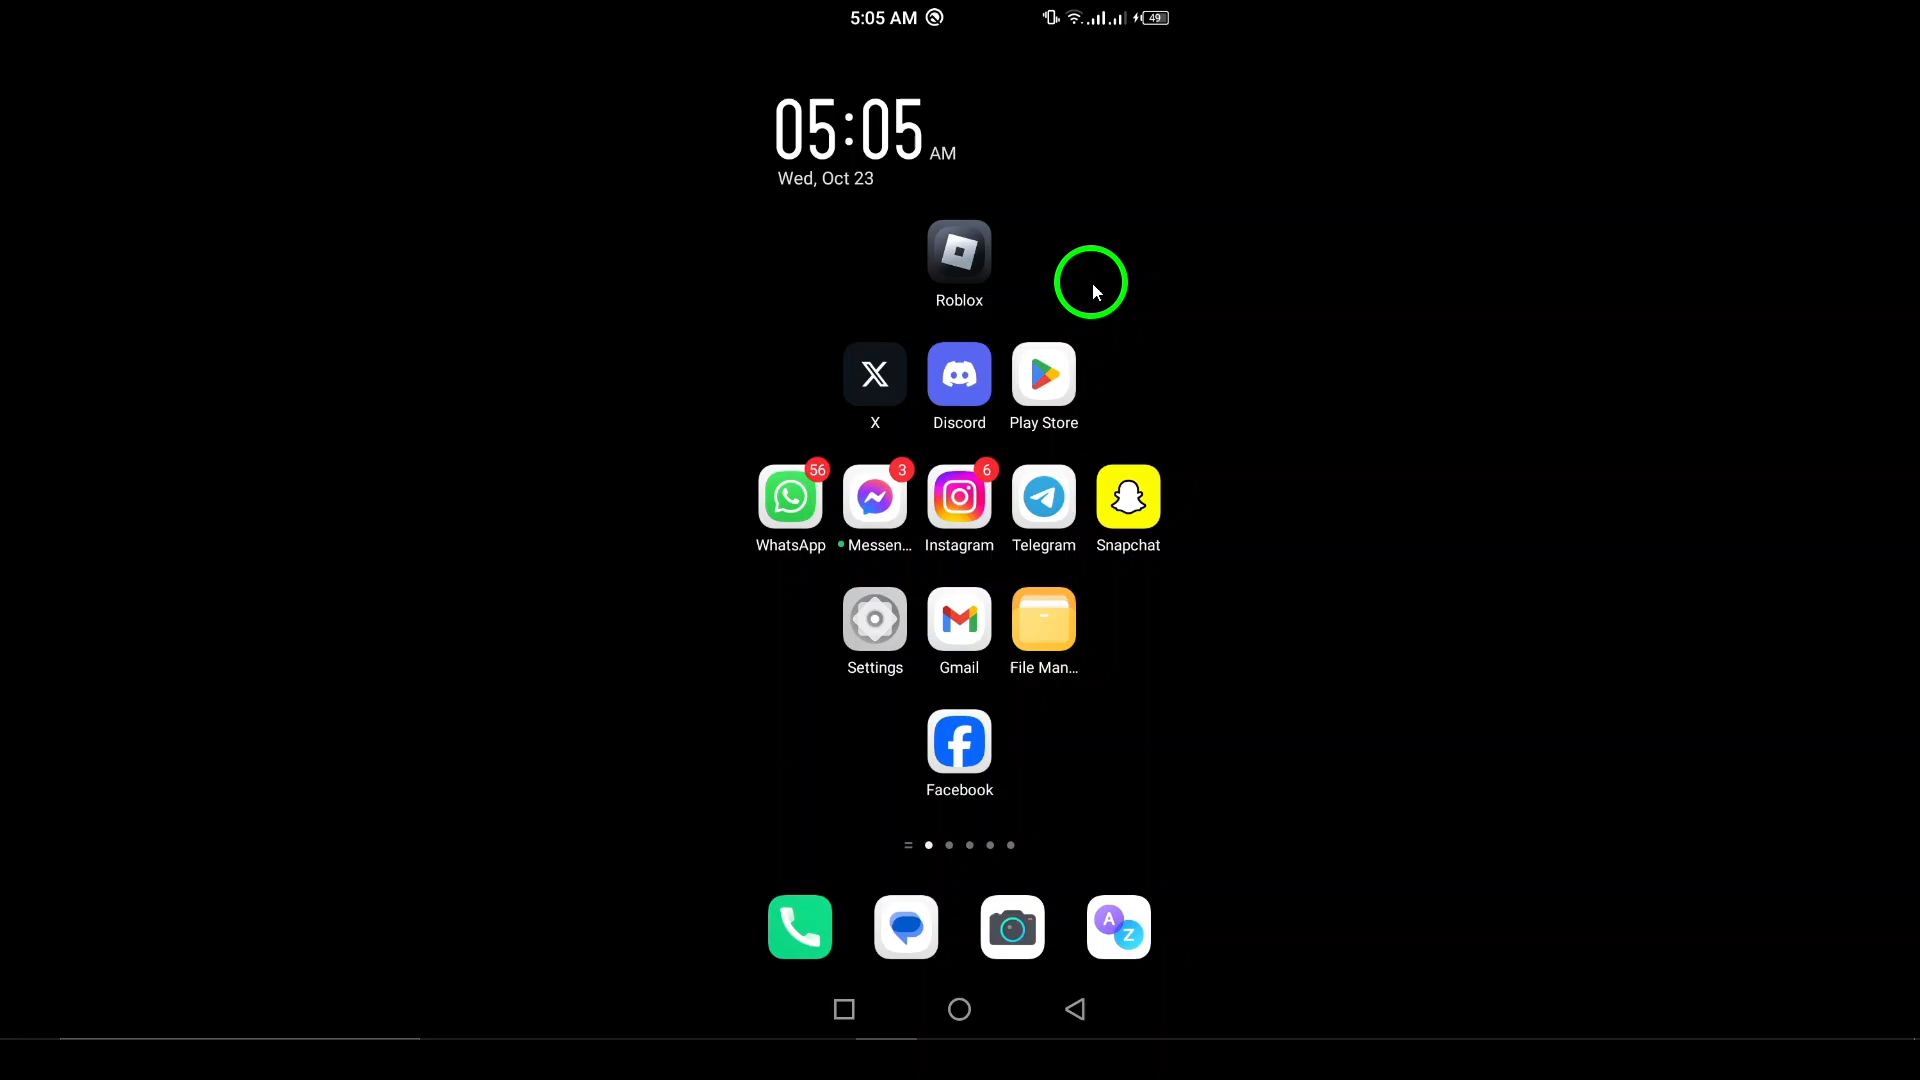 5:05 AM
49
05:05 AM
Wed, Oct 23
Roblox
X
Discord
Play Store
56
3
6
WhatsApp
Messen...
Instagram
Telegram
Snapchat
Settings
Gmail
File Man...
Facebook
A
Z